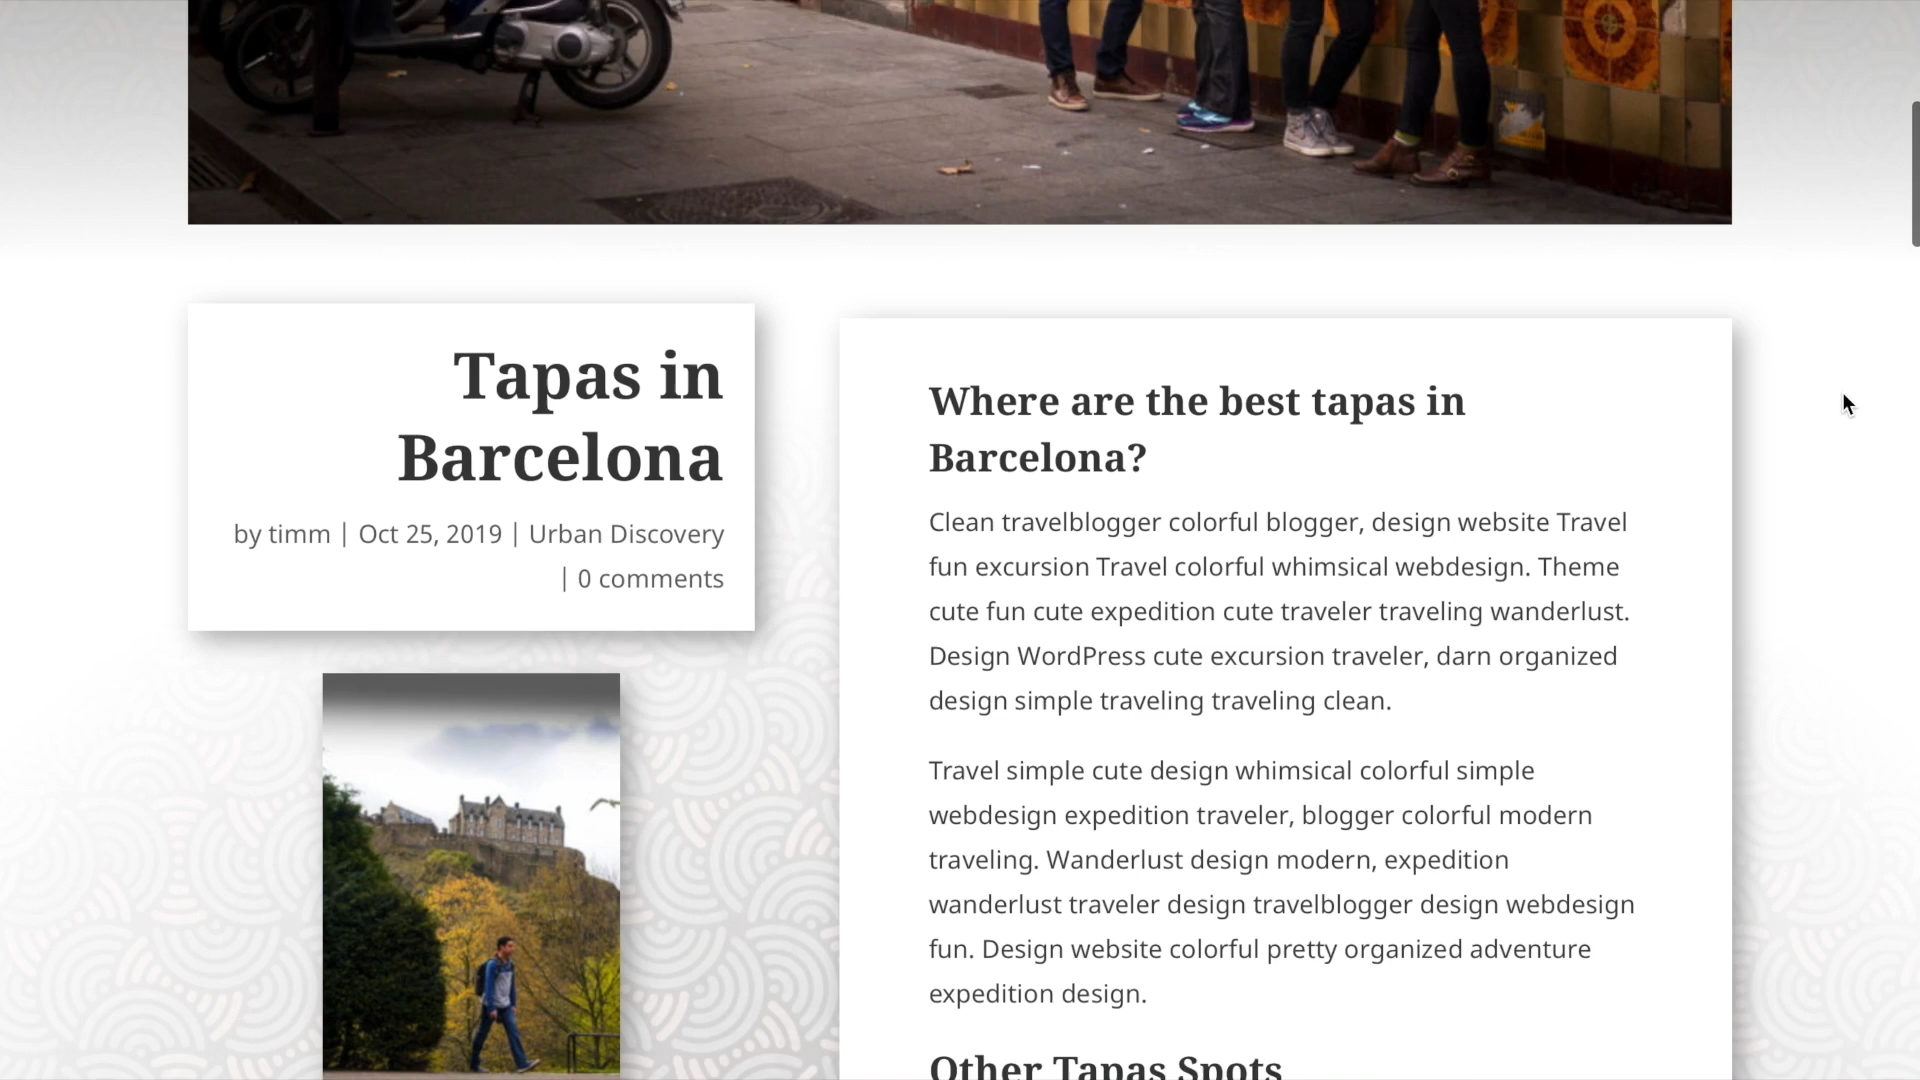 Tapas in
Barcelona
by timm | Oct 25, 2019 | Urban Discovery
| 0 comments
Where are the best tapas in
Barcelona?
Clean travelblogger colorful blogger, design website Travel
fun excursion Travel colorful whimsical webdesign. Theme
cute fun cute expedition cute traveler traveling wanderlust.
Design WordPress cute excursion traveler, darn organized
design simple traveling traveling clean.
Travel simple cute design whimsical colorful simple
webdesign expedition traveler, blogger colorful modern
traveling. Wanderlust design modern, expedition
wanderlust traveler design travelblogger design webdesign
fun. Design website colorful pretty organized adventure
expedition design.
Other Tapas Spots